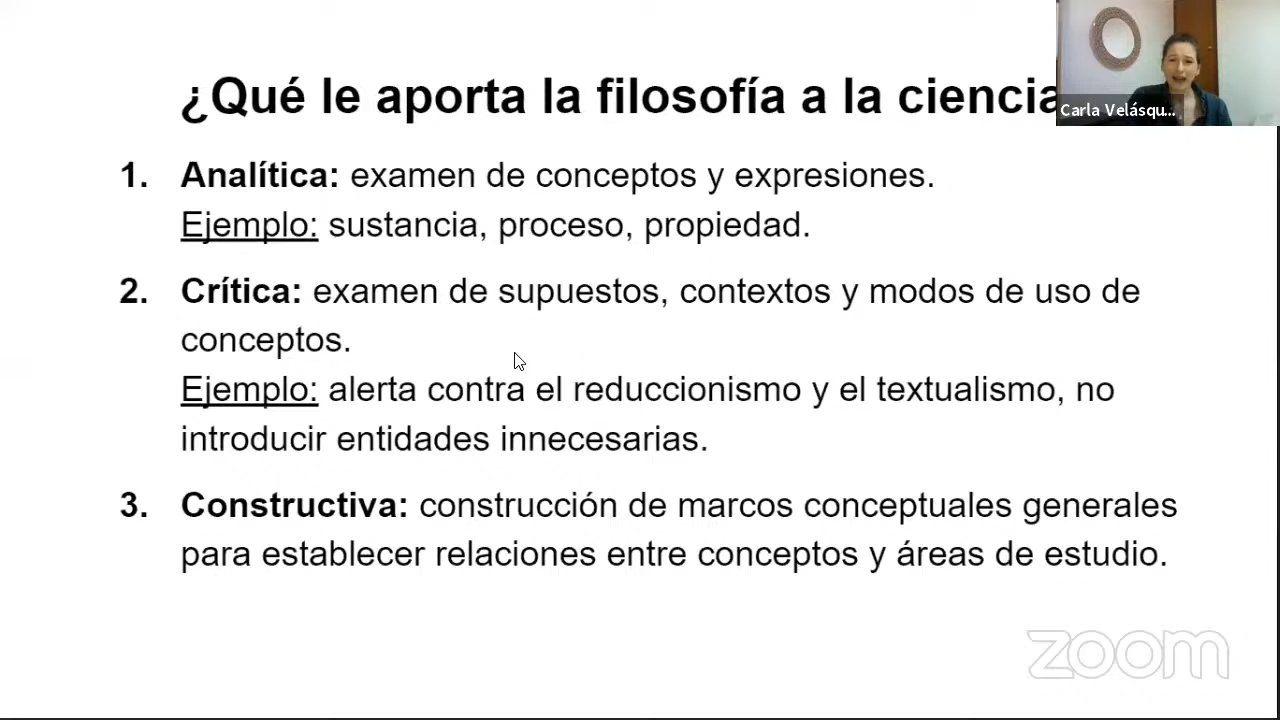 ¿Qué le aporta la filosofía a la ciencia
Carla Velásqu...
1. Analítica: examen de conceptos y expresiones.
Ejemplo: sustancia, proceso, propiedad.
2. Crítica: examen de supuestos, contextos y modos de uso de
conceptos.
Ejemplo: alerta contra el reduccionismo y el textualismo, no
introducir entidades innecesarias.
3. Constructiva: construcción de marcos conceptuales generales
para establecer relaciones entre conceptos y áreas de estudio.
zoom